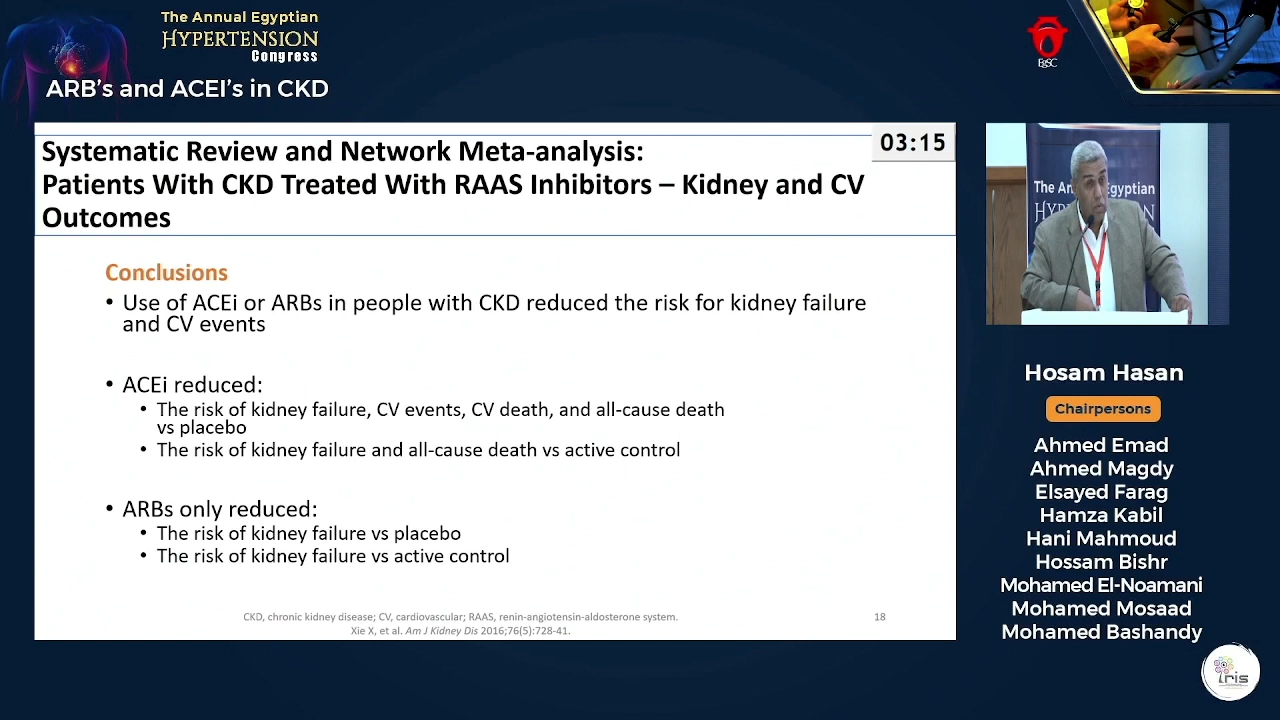 The Annual Egyptian
HYPERTENSION
Congress
ARB's and ACEI's in CKD
EgSC
Systematic Review and Network Meta-analysis:
Patients With CKD Treated With RAAS Inhibitors – Kidney and CV
Outcomes
03:15
Conclusions
• Use of ACEi or ARBs in people with CKD reduced the risk for kidney failure
and CV events
• ACEi reduced:
• The risk of kidney failure, CV events, CV death, and all-cause death
vs placebo
• The risk of kidney failure and all-cause death vs active control
• ARBs only reduced:
• The risk of kidney failure vs placebo
• The risk of kidney failure vs active control
CKD, chronic kidney disease; CV, cardiovascular; RAAS, renin-angiotensin-aldosterone system.
Xie X, et al. Am J Kidney Dis 2016;76(5):728-41.
18
The An
Egyptian
HYP
N
Hosam Hasan
Chairpersons
Ahmed Emad
Ahmed Magdy
Elsayed Farag
Hamza Kabil
Hani Mahmoud
Hossam Bishr
Mohamed El-Noamani
Mohamed Mosaad
Mohamed Bashandy
iris